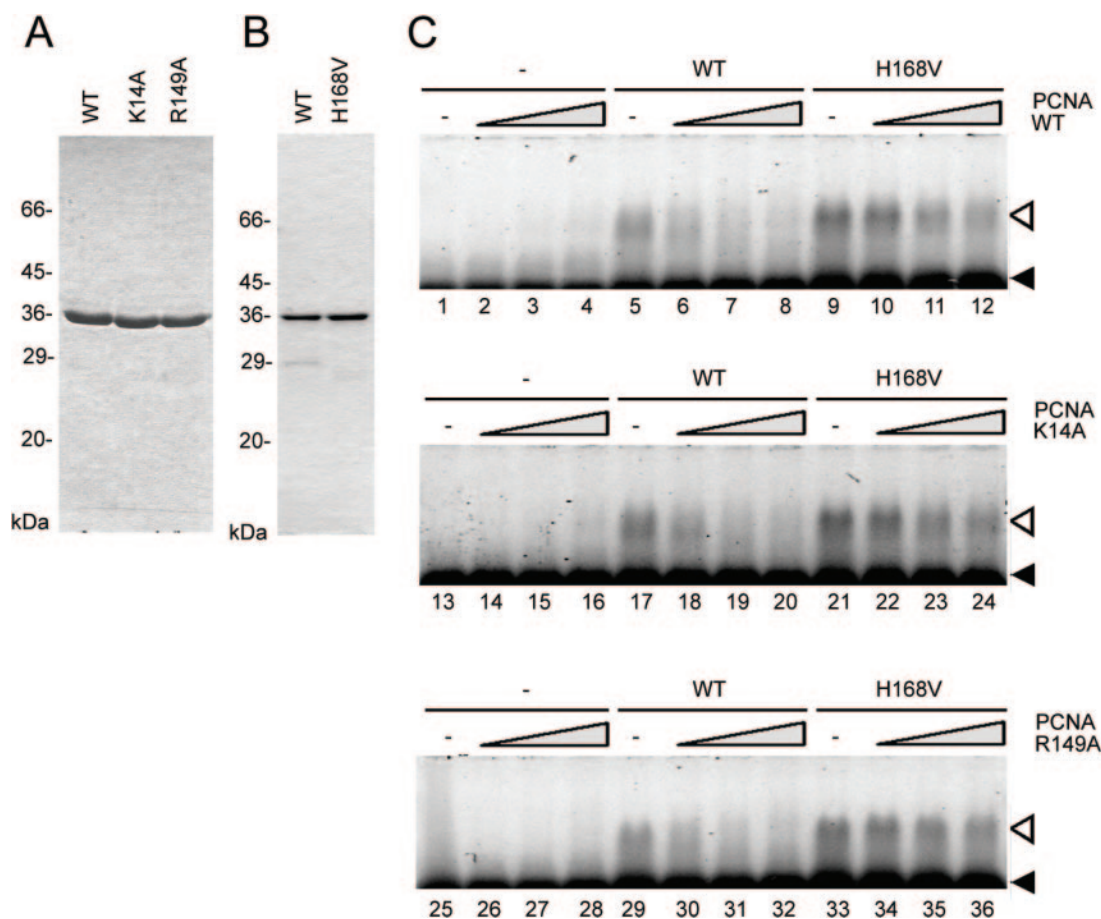 A
WT K14A R149A
66-
45-
36-
29-
20-
kDa
B
WT H168V
66-
45-
36-
29-
20-
kDa
C
- WT H168V
- - - PCNA WT
1 2 3 4 5 6 7 8 9 10 11 12
- WT H168V
- - - PCNA K14A
13 14 15 16 17 18 19 20 21 22 23 24
- WT H168V
- - - PCNA R149A
25 26 27 28 29 30 31 32 33 34 35 36